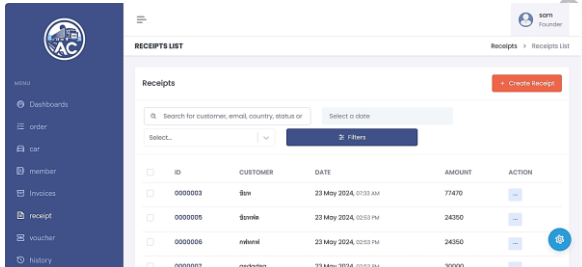 sam
Founder
AC
RECEIPTS LIST
Receipts > Receipts List
MENU
Dashboards
order
car
member
Invoices
receipt
voucher
history
Receipts
+ Create Receipt
Search for customer, email, country, status or
Select a date
Select...
Filters
ID CUSTOMER DATE AMOUNT ACTION
0000003 23 May 2024, 07:33 AM 77470 ...
0000005 23 May 2024, 02:53 PM 24350 ...
0000006 23 May 2024, 02:53 PM 24350 ...